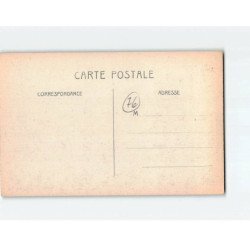 CARTE POSTALE
CORRESPONDANCE
ADRESSE
76
M